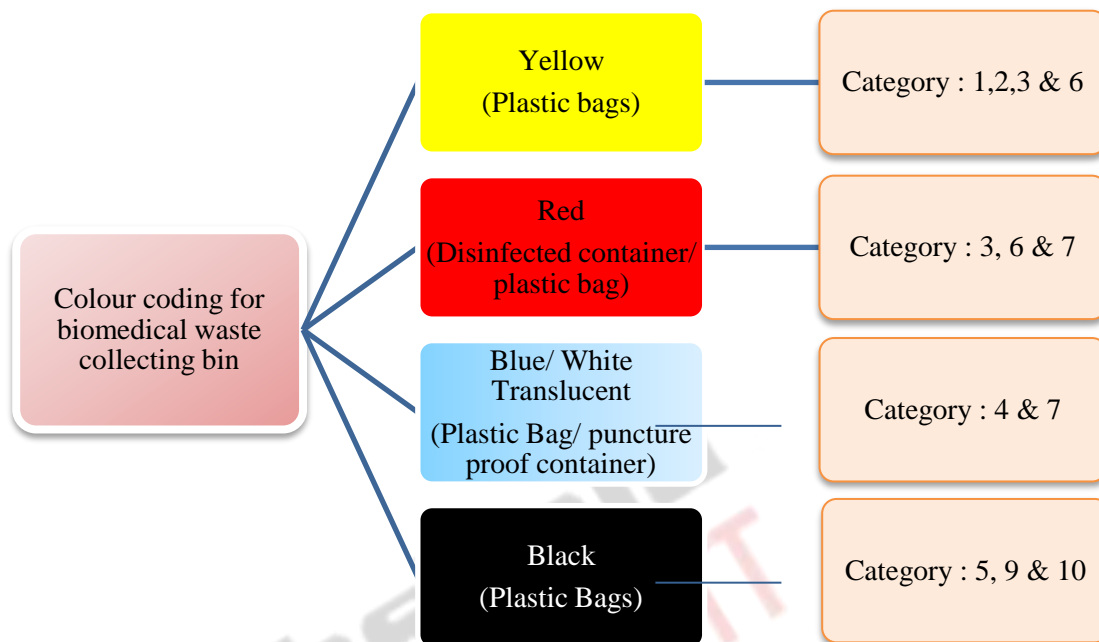 Colour coding for
biomedical waste
collecting bin
Yellow
(Plastic bags)
Category : 1,2,3 & 6
Red
(Disinfected container/
plastic bag)
Category : 3, 6 & 7
Blue/ White
Translucent
(Plastic Bag/ puncture
proof container)
Category : 4 & 7
Black
(Plastic Bags)
Category : 5, 9 & 10